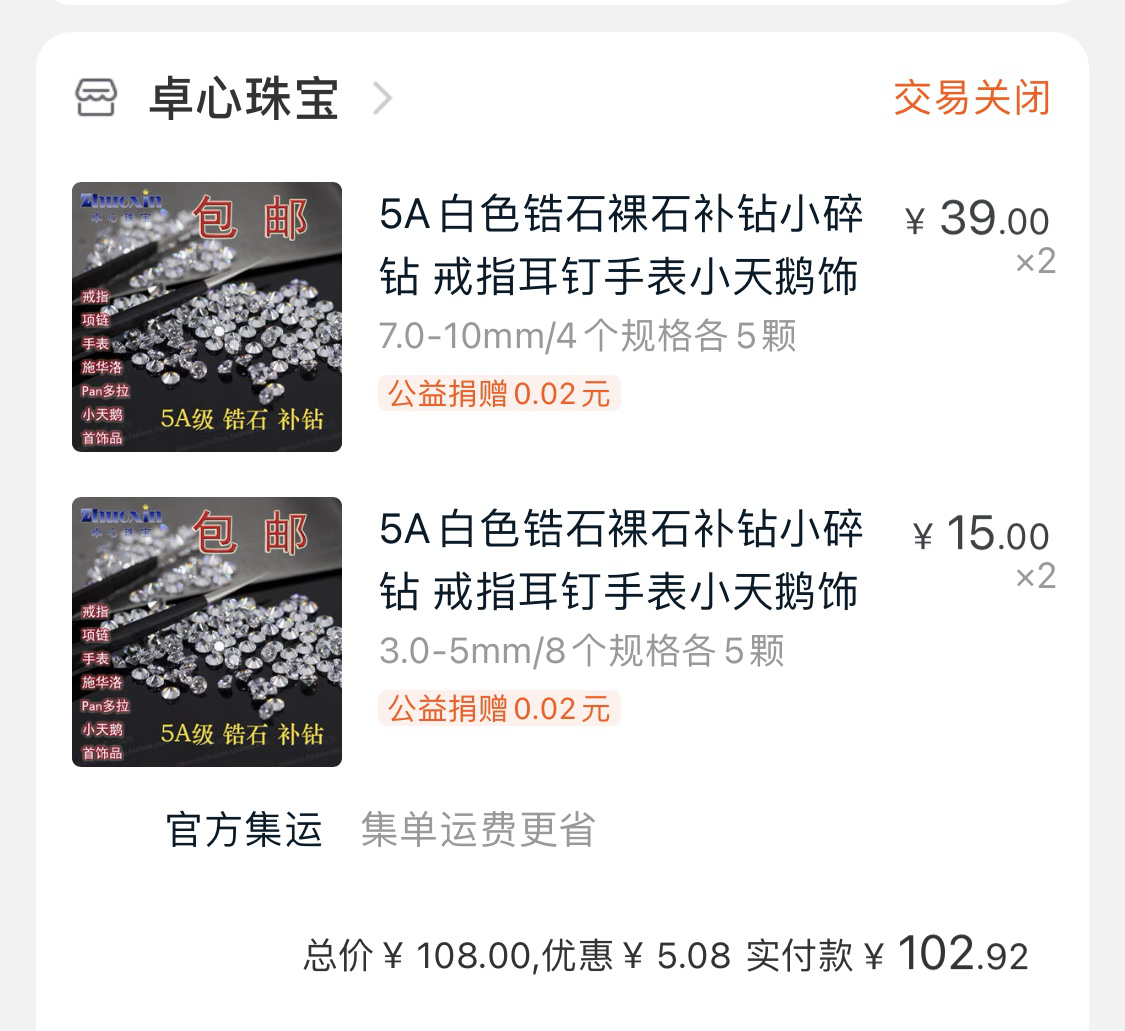 卓心珠宝
交易关闭
Zhuoxin
卓心珠宝
包 邮
戒指
项链
手表
施华洛
Pan多拉
小天鹅
首饰品
5A级 锆石 补钻
5A白色锆石裸石补钻小碎
钻 戒指耳钉手表小天鹅饰
¥ 39.00
×2
7.0-10mm/4个规格各5颗
公益捐赠0.02元
Zhuoxin
卓心珠宝
包 邮
戒指
项链
手表
施华洛
Pan多拉
小天鹅
首饰品
5A级 锆石 补钻
5A白色锆石裸石补钻小碎
钻 戒指耳钉手表小天鹅饰
¥ 15.00
×2
3.0-5mm/8个规格各5颗
公益捐赠0.02元
官方集运 集单运费更省
总价¥ 108.00,优惠¥ 5.08 实付款¥ 102.92